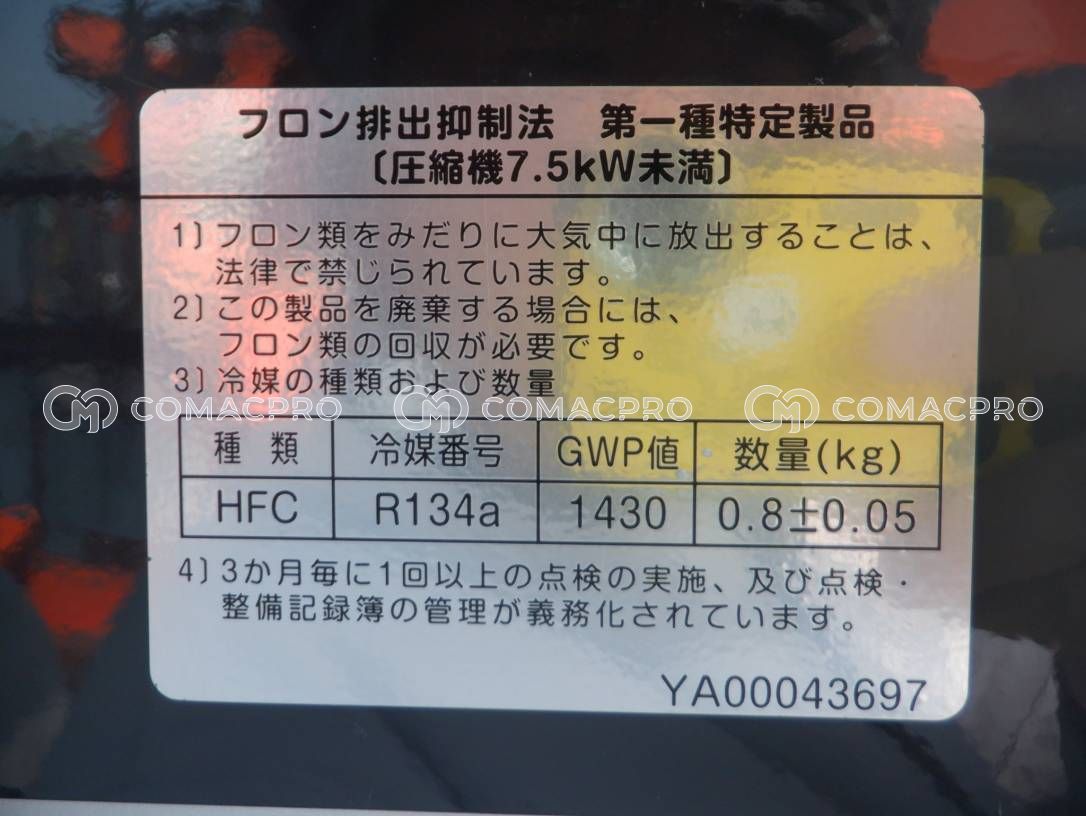 フロン排出抑制法　第一種特定製品
〔圧縮機7.5kW未満〕
1〕フロン類をみだりに大気中に放出することは、
法律で禁じられています。
2〕この製品を廃棄する場合には、
フロン類の回収が必要です。
3〕冷媒の種類および数量
COMACPRO COMACPRO COMACPRO
種類 冷媒番号 GWP値 数量(kg)
HFC R134a 1430 0.8±0.05
4〕3か月毎に1回以上の点検の実施、及び点検・
整備記録簿の管理が義務化されています。
YA00043697